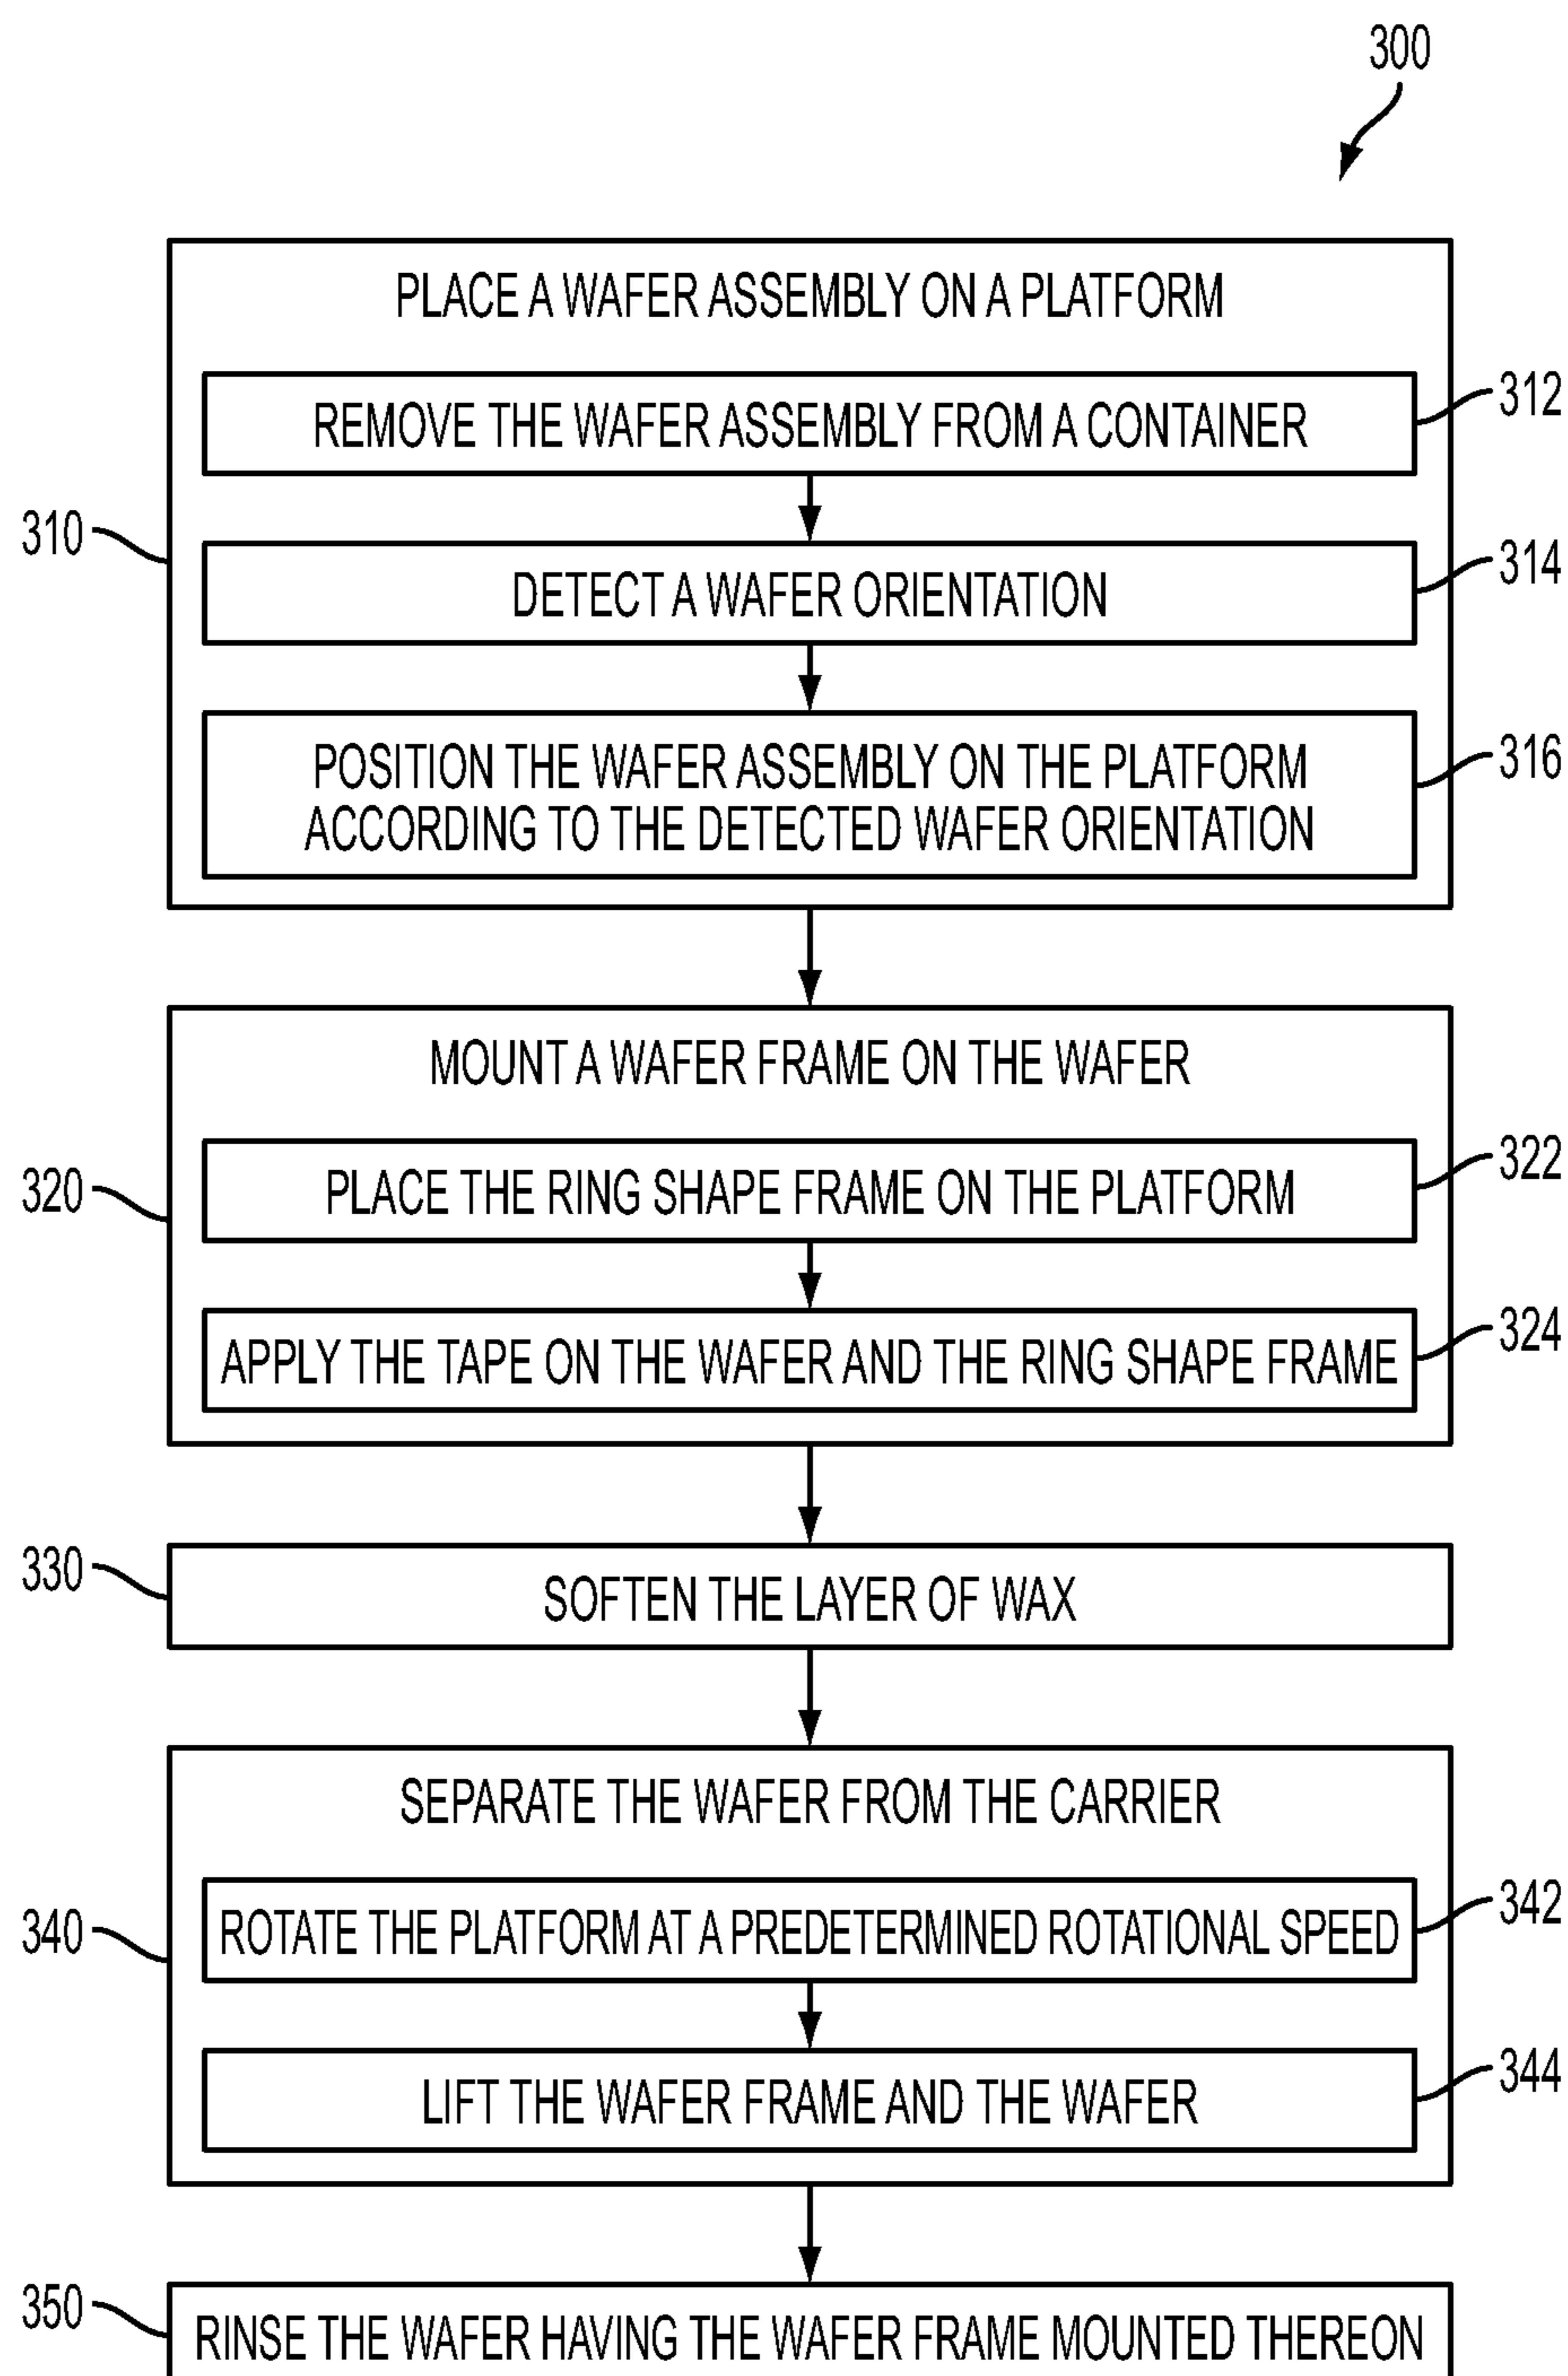 300
PLACE A WAFER ASSEMBLY ON A PLATFORM
REMOVE THE WAFER ASSEMBLY FROM A CONTAINER
312
310
DETECT A WAFER ORIENTATION
314
POSITION THE WAFER ASSEMBLY ON THE PLATFORM
ACCORDING TO THE DETECTED WAFER ORIENTATION
316
MOUNT A WAFER FRAME ON THE WAFER
320
PLACE THE RING SHAPE FRAME ON THE PLATFORM
322
APPLY THE TAPE ON THE WAFER AND THE RING SHAPE FRAME
324
330
SOFTEN THE LAYER OF WAX
SEPARATE THE WAFER FROM THE CARRIER
340
ROTATE THE PLATFORM AT A PREDETERMINED ROTATIONAL SPEED
342
LIFT THE WAFER FRAME AND THE WAFER
344
350
RINSE THE WAFER HAVING THE WAFER FRAME MOUNTED THEREON